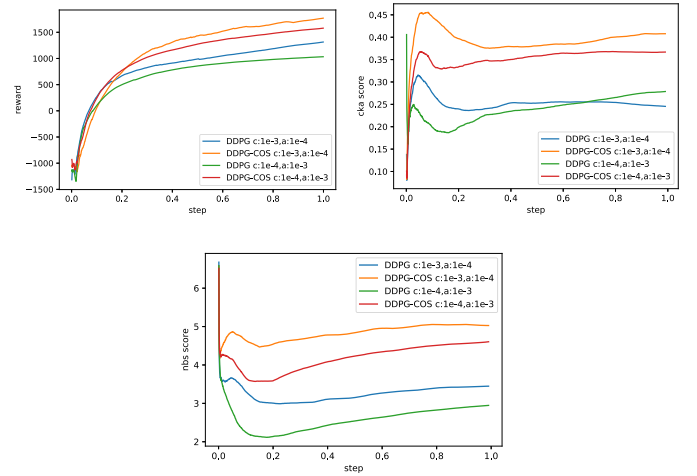 1500
1000
500
0
−500
−1000
−1500
reward
0.0 0.2 0.4 0.6 0.8 1.0
step
DDPG c:1e-3,a:1e-4
DDPG-COS c:1e-3,a:1e-4
DDPG c:1e-4,a:1e-3
DDPG-COS c:1e-4,a:1e-3
0.45
0.40
0.35
0.30
0.25
0.20
0.15
0.10
cka score
0.0 0.2 0.4 0.6 0.8 1.0
step
DDPG c:1e-3,a:1e-4
DDPG-COS c:1e-3,a:1e-4
DDPG c:1e-4,a:1e-3
DDPG-COS c:1e-4,a:1e-3
6
5
4
3
2
nbs score
0.0 0.2 0.4 0.6 0.8 1.0
step
DDPG c:1e-3,a:1e-4
DDPG-COS c:1e-3,a:1e-4
DDPG c:1e-4,a:1e-3
DDPG-COS c:1e-4,a:1e-3